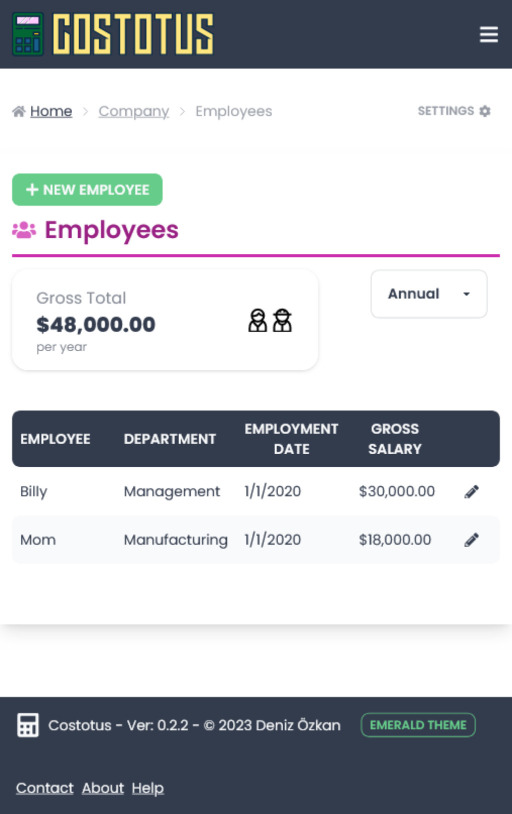 COSTOTUS
Home > Company > Employees SETTINGS
+ NEW EMPLOYEE
Employees
Gross Total
$48,000.00
per year
Annual
EMPLOYEE DEPARTMENT EMPLOYMENT DATE GROSS SALARY
Billy Management 1/1/2020 $30,000.00
Mom Manufacturing 1/1/2020 $18,000.00
Costotus - Ver: 0.2.2 - © 2023 Deniz Özkan EMERALD THEME
Contact About Help